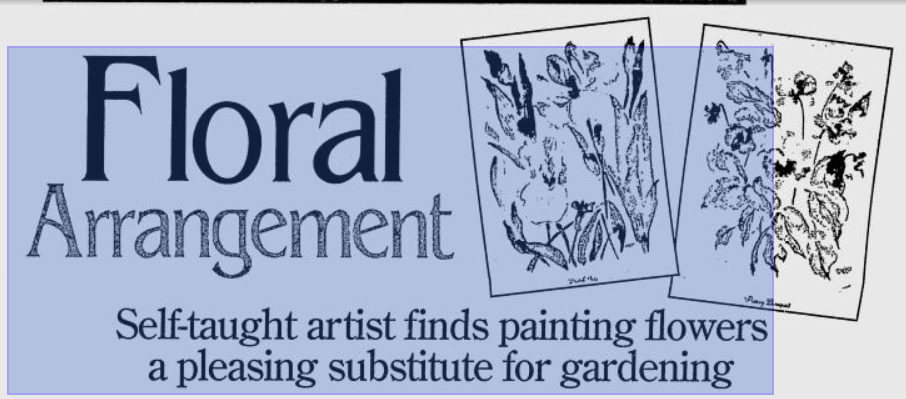 Floral
Arrangement
Self-taught artist finds painting flowers
a pleasing substitute for gardening